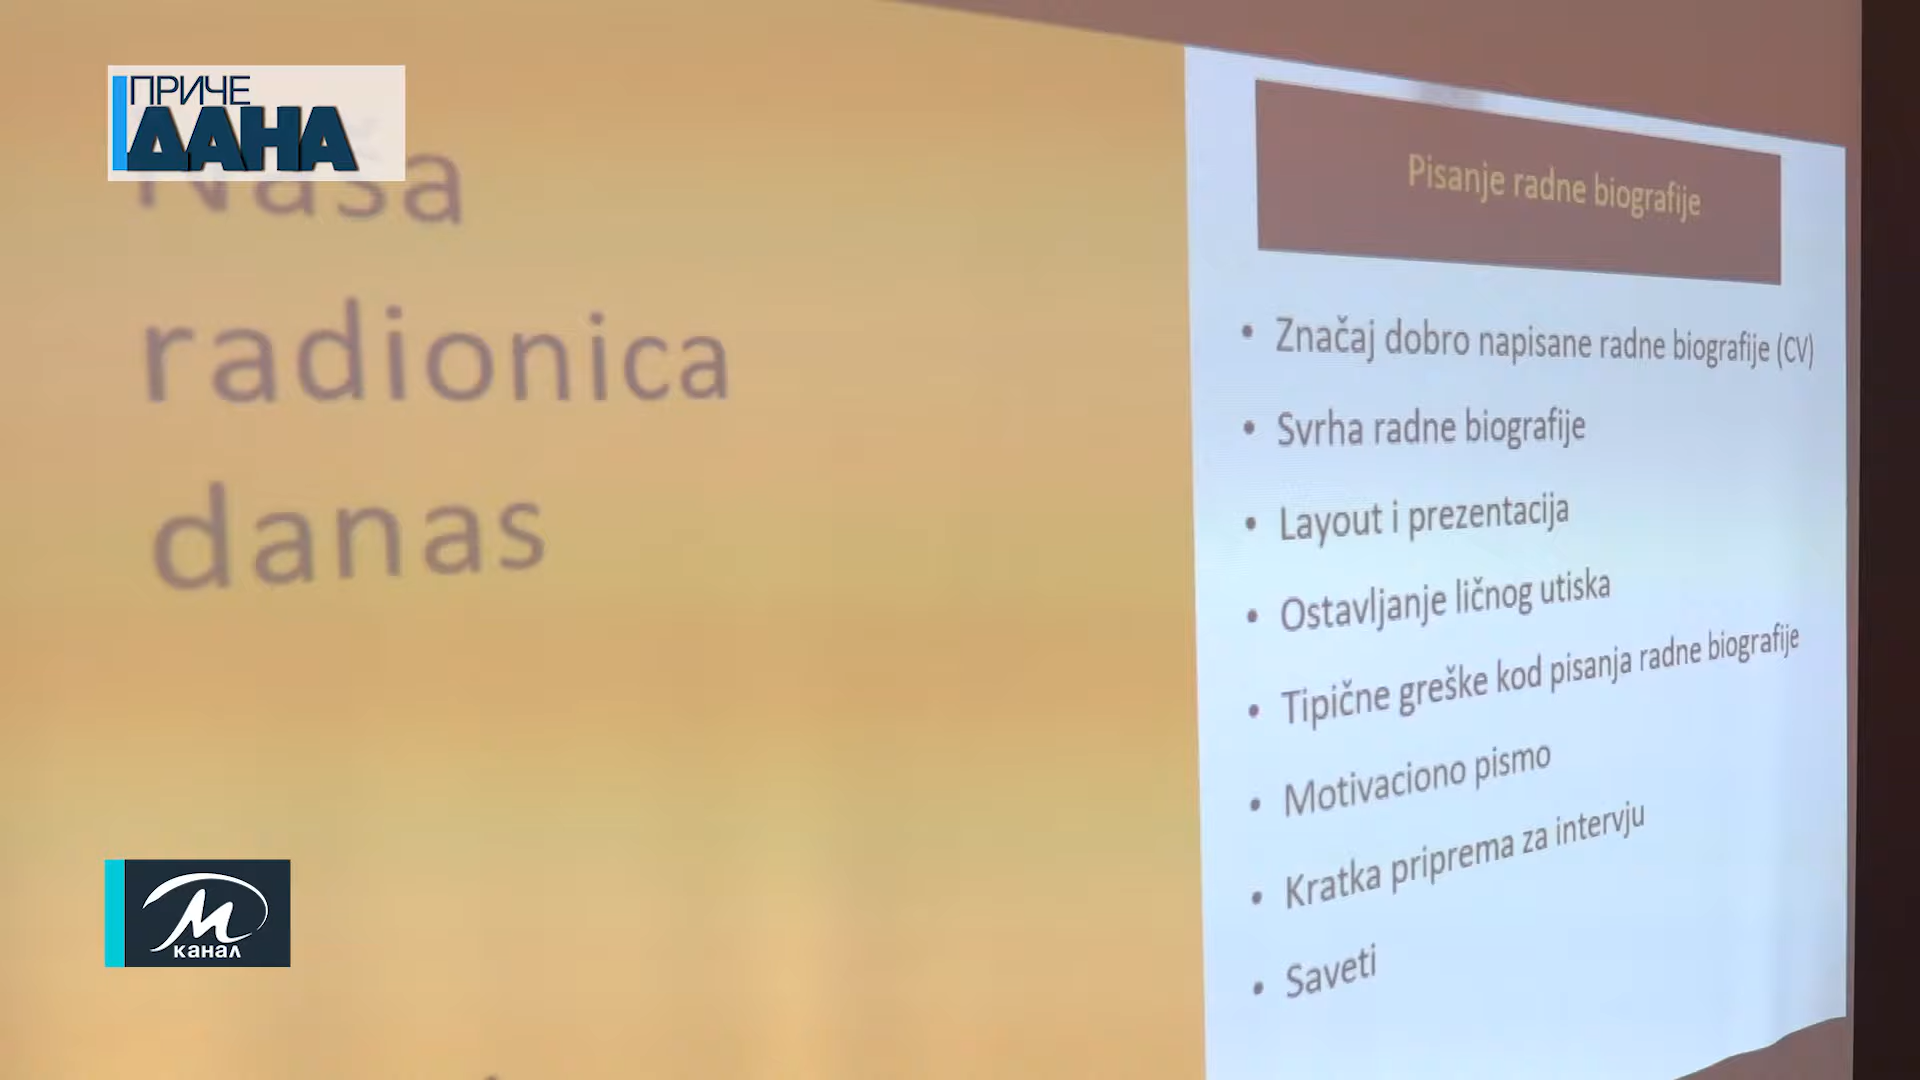 ПРИЧЕ
ДАНА
Naša
radionica
danas
Pisanje radne biografije
• Značaj dobro napisane radne biografije (CV)
• Svrha radne biografije
• Layout i prezentacija
• Ostavljanje ličnog utiska
• Tipične greške kod pisanja radne biografije
• Motivaciono pismo
• Kratka priprema za intervju
• Saveti
М
канал